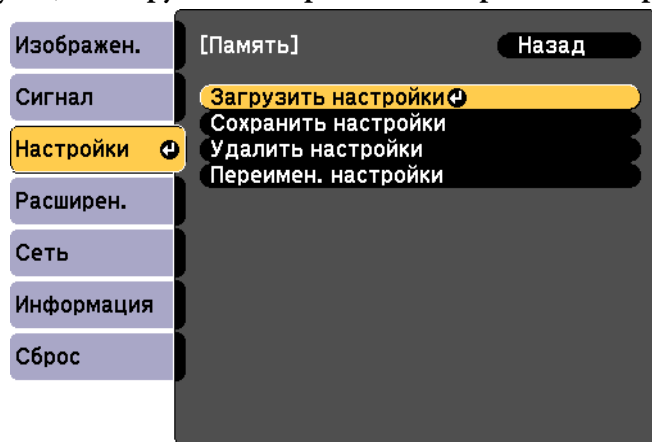 Изображен.
Сигнал
Настройки
Расширен.
Сеть
Информация
Сброс
[Память]
Назад
Загрузить настройки
Сохранить настройки
Удалить настройки
Переимен. настройки